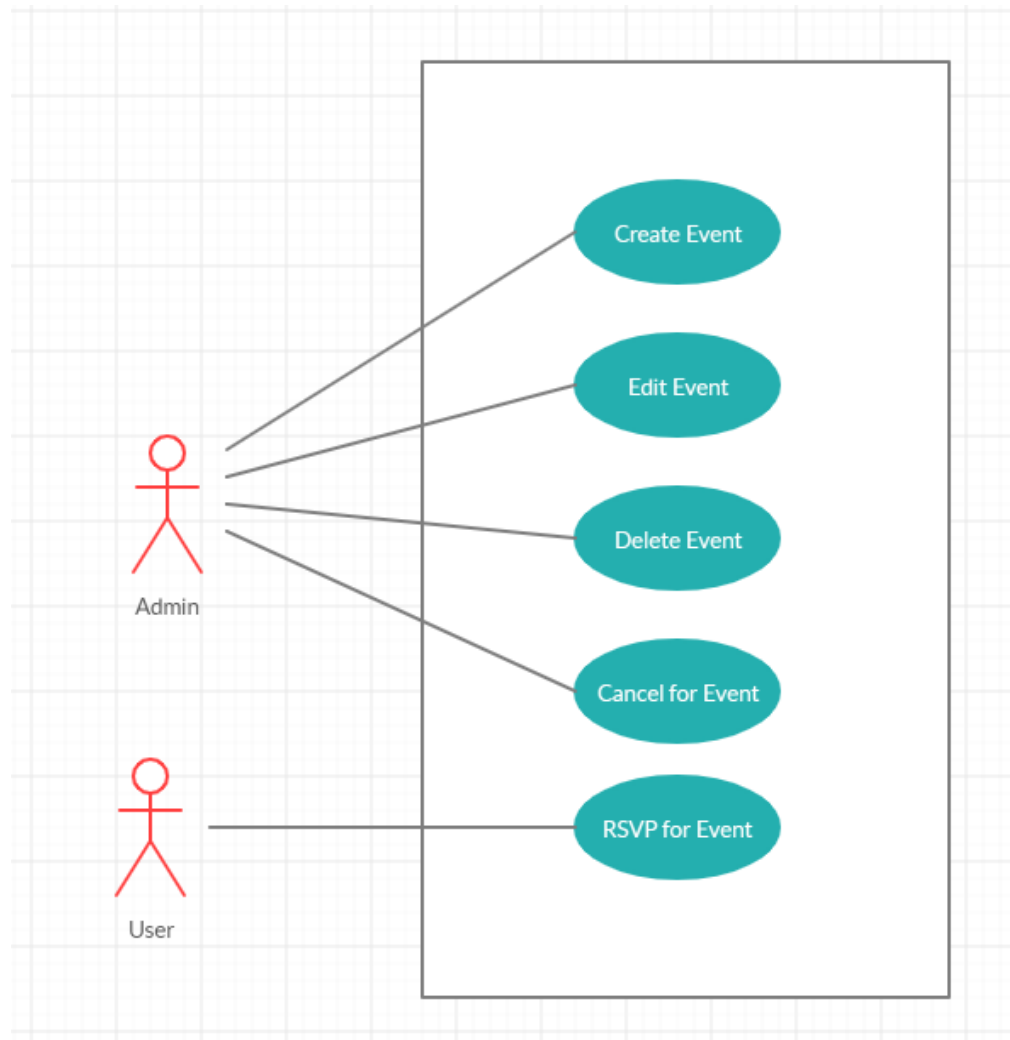 Create Event
Edit Event
Delete Event
Admin
Cancel for Event
RSVP for Event
User